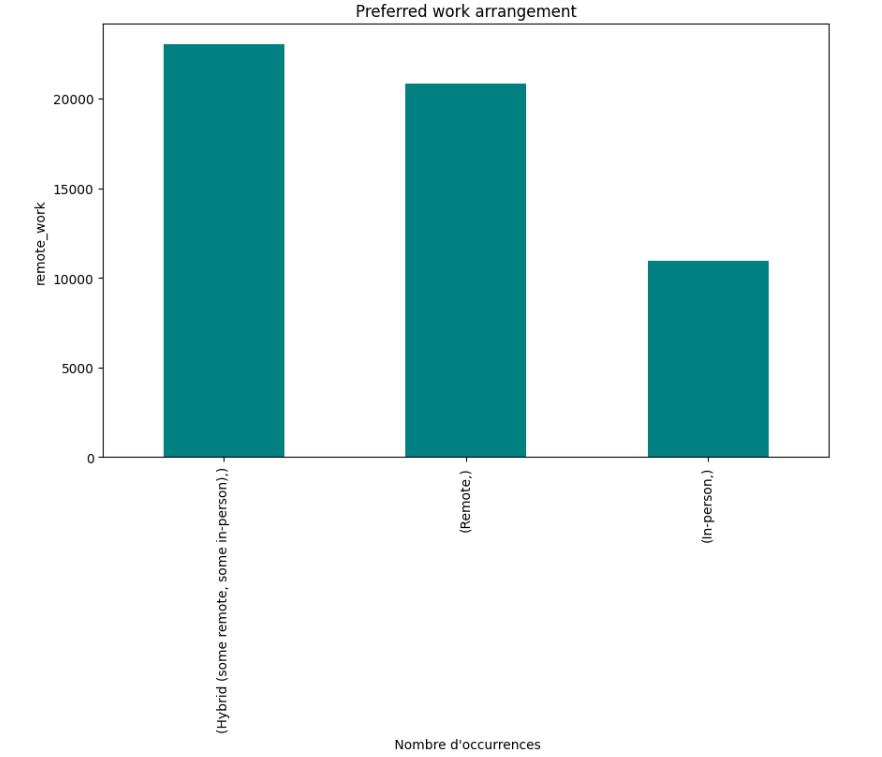 Preferred work arrangement
remote_work
20000
15000
10000
5000
0
(Hybrid (some remote, some in-person),)
(Remote,)
(In-person,)
Nombre d'occurrences